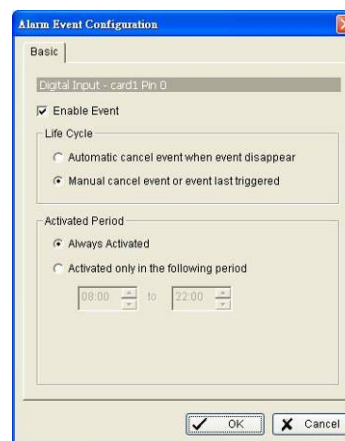 Alarm Event Configuration
Basic
Digital Input - card1 Pin 0
Enable Event
Life Cycle
Automatic cancel event when event disappear
Manual cancel event or event last triggered
Activated Period
Always Activated
Activated only in the following period
08:00 to 22:00
OK Cancel